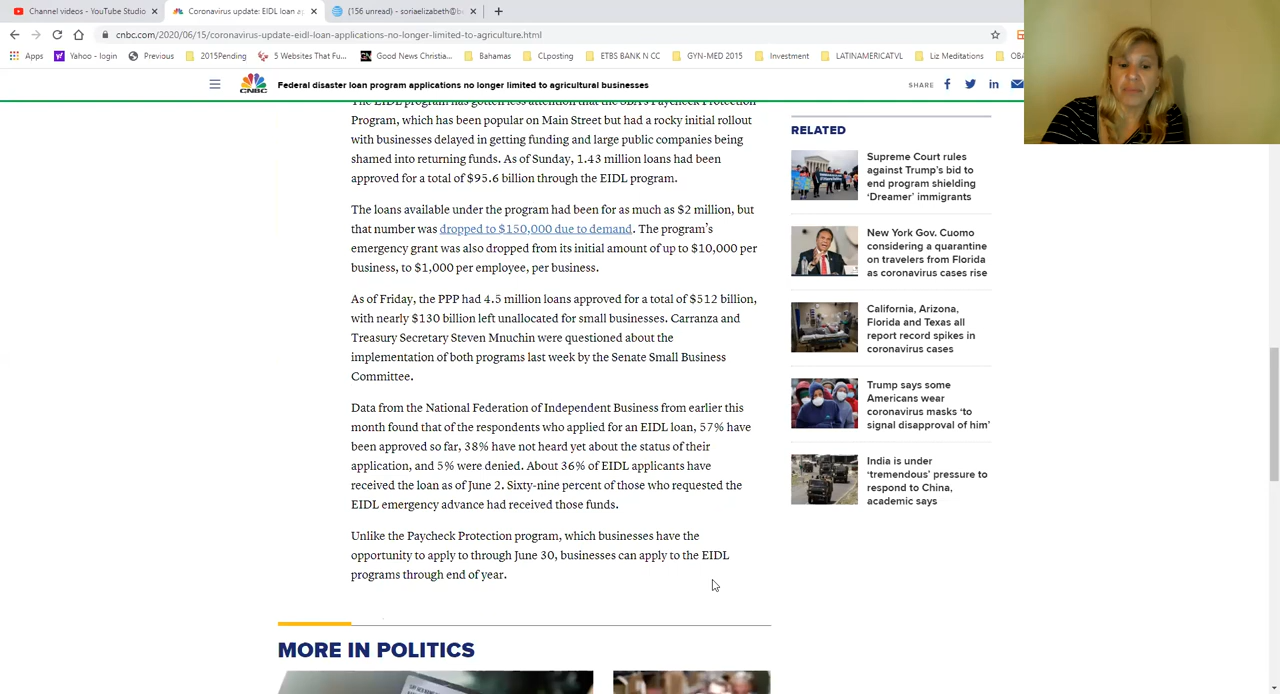 Channel videos - YouTube Studio
Coronavirus update: EIDL loan a
(156 unread) - soriaelizabeth@b
cnbc.com/2020/06/15/coronavirus-update-eidl-loan-applications-no-longer-limited-to-agriculture.html
Apps
Yahoo - login
Previous
2015Pending
5 Websites That Fu...
Good News Christia...
Bahamas
CLposting
ETBS BANK N CC
GYN-MED 2015
Investment
LATINAMERICATVL
Liz Meditations
OBA
CNBC
Federal disaster loan program applications no longer limited to agricultural businesses
SHARE
The EIDL program has gotten less attention that the SBA's Paycheck Protection
Program, which has been popular on Main Street but had a rocky initial rollout
with businesses delayed in getting funding and large public companies being
shamed into returning funds. As of Sunday, 1.43 million loans had been
approved for a total of $95.6 billion through the EIDL program.
The loans available under the program had been for as much as $2 million, but
that number was dropped to $150,000 due to demand. The program's
emergency grant was also dropped from its initial amount of up to $10,000 per
business, to $1,000 per employee, per business.
As of Friday, the PPP had 4.5 million loans approved for a total of $512 billion,
with nearly $130 billion left unallocated for small businesses. Carranza and
Treasury Secretary Steven Mnuchin were questioned about the
implementation of both programs last week by the Senate Small Business
Committee.
Data from the National Federation of Independent Business from earlier this
month found that of the respondents who applied for an EIDL loan, 57% have
been approved so far, 38% have not heard yet about the status of their
application, and 5% were denied. About 36% of EIDL applicants have
received the loan as of June 2. Sixty-nine percent of those who requested the
EIDL emergency advance had received those funds.
Unlike the Paycheck Protection program, which businesses have the
opportunity to apply to through June 30, businesses can apply to the EIDL
programs through end of year.
MORE IN POLITICS
RELATED
Supreme Court rules
against Trump's bid to
end program shielding
'Dreamer' immigrants
New York Gov. Cuomo
considering a quarantine
on travelers from Florida
as coronavirus cases rise
California, Arizona,
Florida and Texas all
report record spikes in
coronavirus cases
Trump says some
Americans wear
coronavirus masks 'to
signal disapproval of him'
India is under
'tremendous' pressure to
respond to China,
academic says